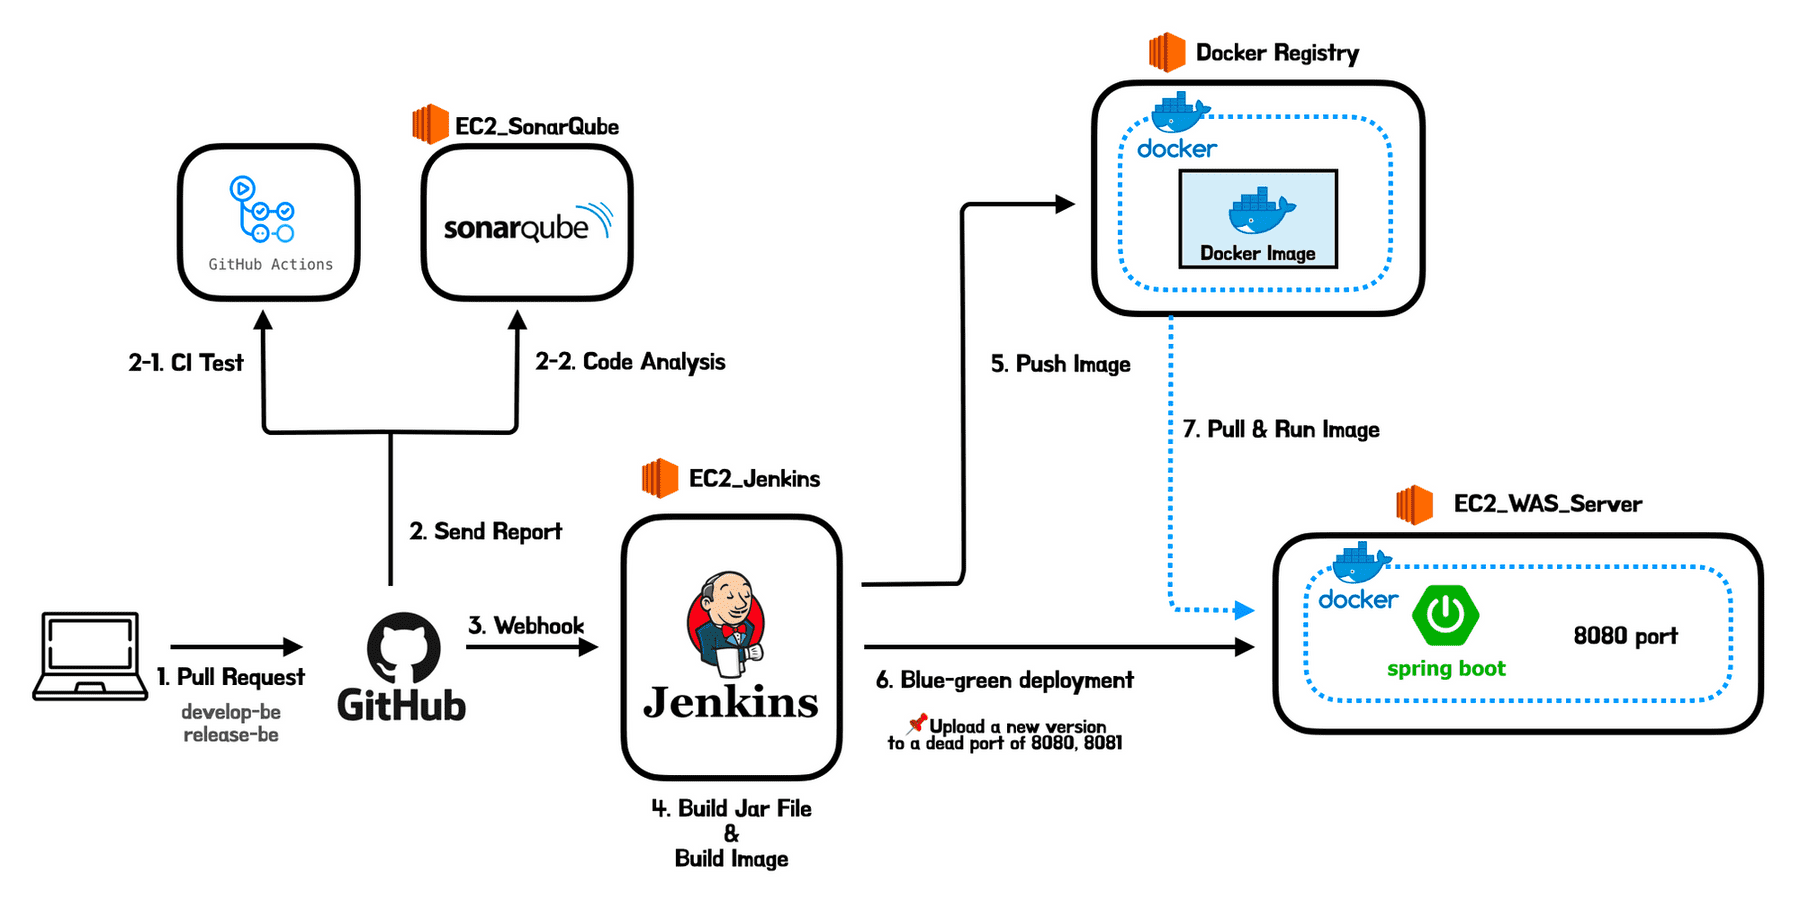 Docker Registry
docker
Docker Image
EC2_SonarQube
GitHub Actions
sonarqube
2-1. CI Test
2-2. Code Analysis
5. Push Image
7. Pull & Run Image
EC2_Jenkins
EC2_WAS_Server
2. Send Report
docker
spring boot
8080 port
1. Pull Request
develop-be
release-be
GitHub
3. Webhook
Jenkins
6. Blue-green deployment
📌Upload a new version
to a dead port of 8080, 8081
4. Build Jar File
&
Build Image